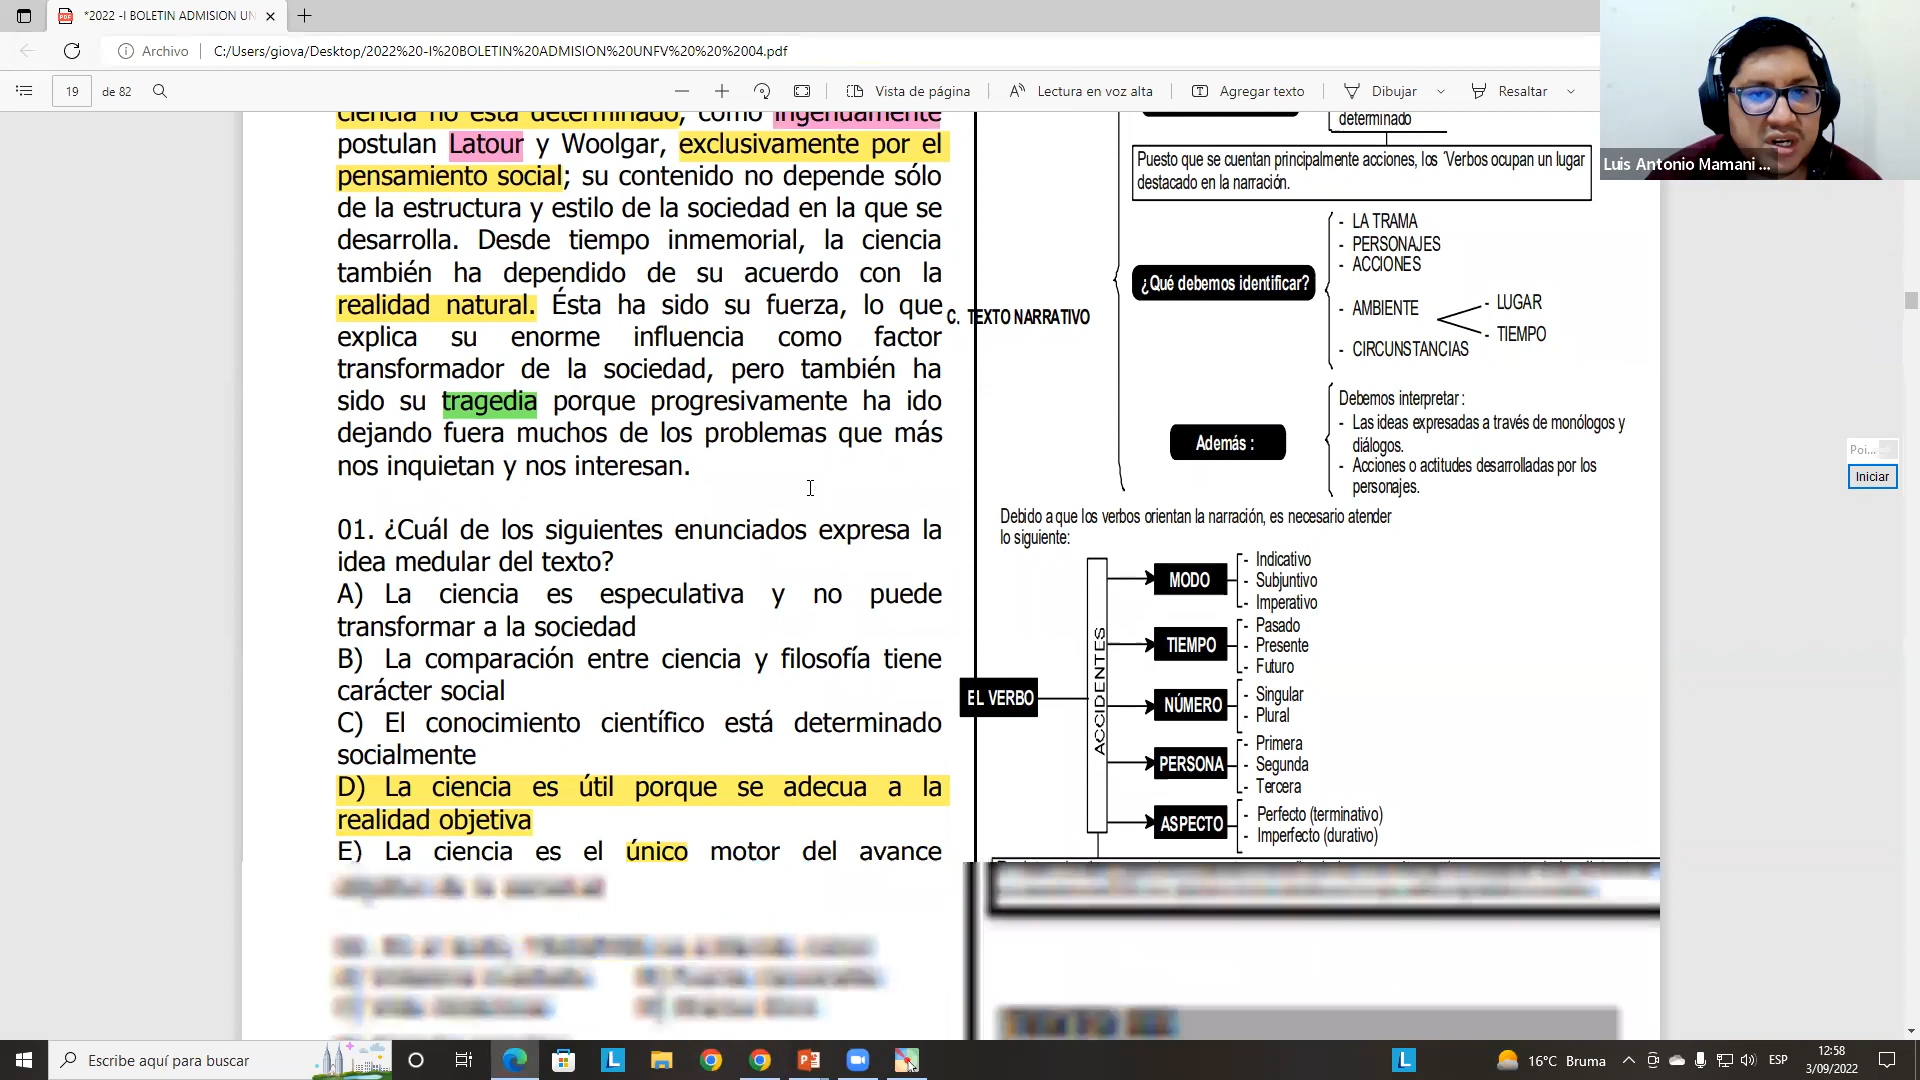 *2022 -I BOLETIN ADMISION UN
Archivo
C:/Users/giova/Desktop/2022%20-I%20BOLETIN%20ADMISION%20UNFV%20%20%2004.pdf
19 de 82
Vista de página
Lectura en voz alta
Agregar texto
Dibujar
Resaltar
Luis Antonio Mamani ...
ciencia no está determinado, como ingenuamente
postulan Latour y Woolgar, exclusivamente por el
pensamiento social; su contenido no depende sólo
de la estructura y estilo de la sociedad en la que se
desarrolla. Desde tiempo inmemorial, la ciencia
también ha dependido de su acuerdo con la
realidad natural. Ésta ha sido su fuerza, lo que
explica su enorme influencia como factor
transformador de la sociedad, pero también ha
sido su tragedia porque progresivamente ha ido
dejando fuera muchos de los problemas que más
nos inquietan y nos interesan.
01. ¿Cuál de los siguientes enunciados expresa la
idea medular del texto?
A) La ciencia es especulativa y no puede
transformar a la sociedad
B) La comparación entre ciencia y filosofía tiene
carácter social
C) El conocimiento científico está determinado
socialmente
D) La ciencia es útil porque se adecua a la
realidad objetiva
E) La ciencia es el único motor del avance
determinado
Puesto que se cuentan principalmente acciones, los ´Verbos ocupan un lugar
destacado en la narración.
C. TEXTO NARRATIVO
¿Qué debemos identificar?
- LA TRAMA
- PERSONAJES
- ACCIONES
- AMBIENTE
- LUGAR
- TIEMPO
- CIRCUNSTANCIAS
Además :
Debemos interpretar :
- Las ideas expresadas a través de monólogos y
diálogos.
- Acciones o actitudes desarrolladas por los
personajes.
Debido a que los verbos orientan la narración, es necesario atender
lo siguiente:
EL VERBO
ACCIDENTES
MODO
- Indicativo
- Subjuntivo
- Imperativo
TIEMPO
- Pasado
- Presente
- Futuro
NÚMERO
- Singular
- Plural
PERSONA
- Primera
- Segunda
- Tercera
ASPECTO
- Perfecto (terminativo)
- Imperfecto (durativo)
Poi...
Iniciar
Escribe aquí para buscar
16°C Bruma
ESP
12:58
3/09/2022